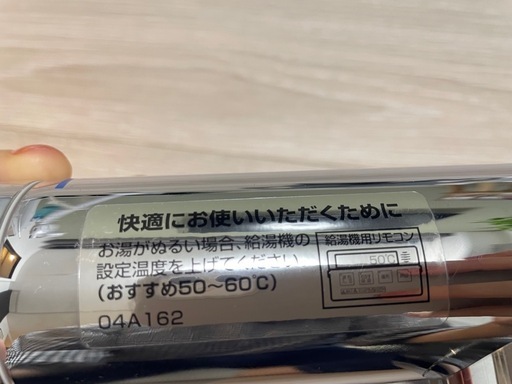 快適にお使いいただくために
お湯がぬるい場合、給湯機の
設定温度を上げてください
(おすすめ50〜60℃)
04A162
給湯機用リモコン
50℃